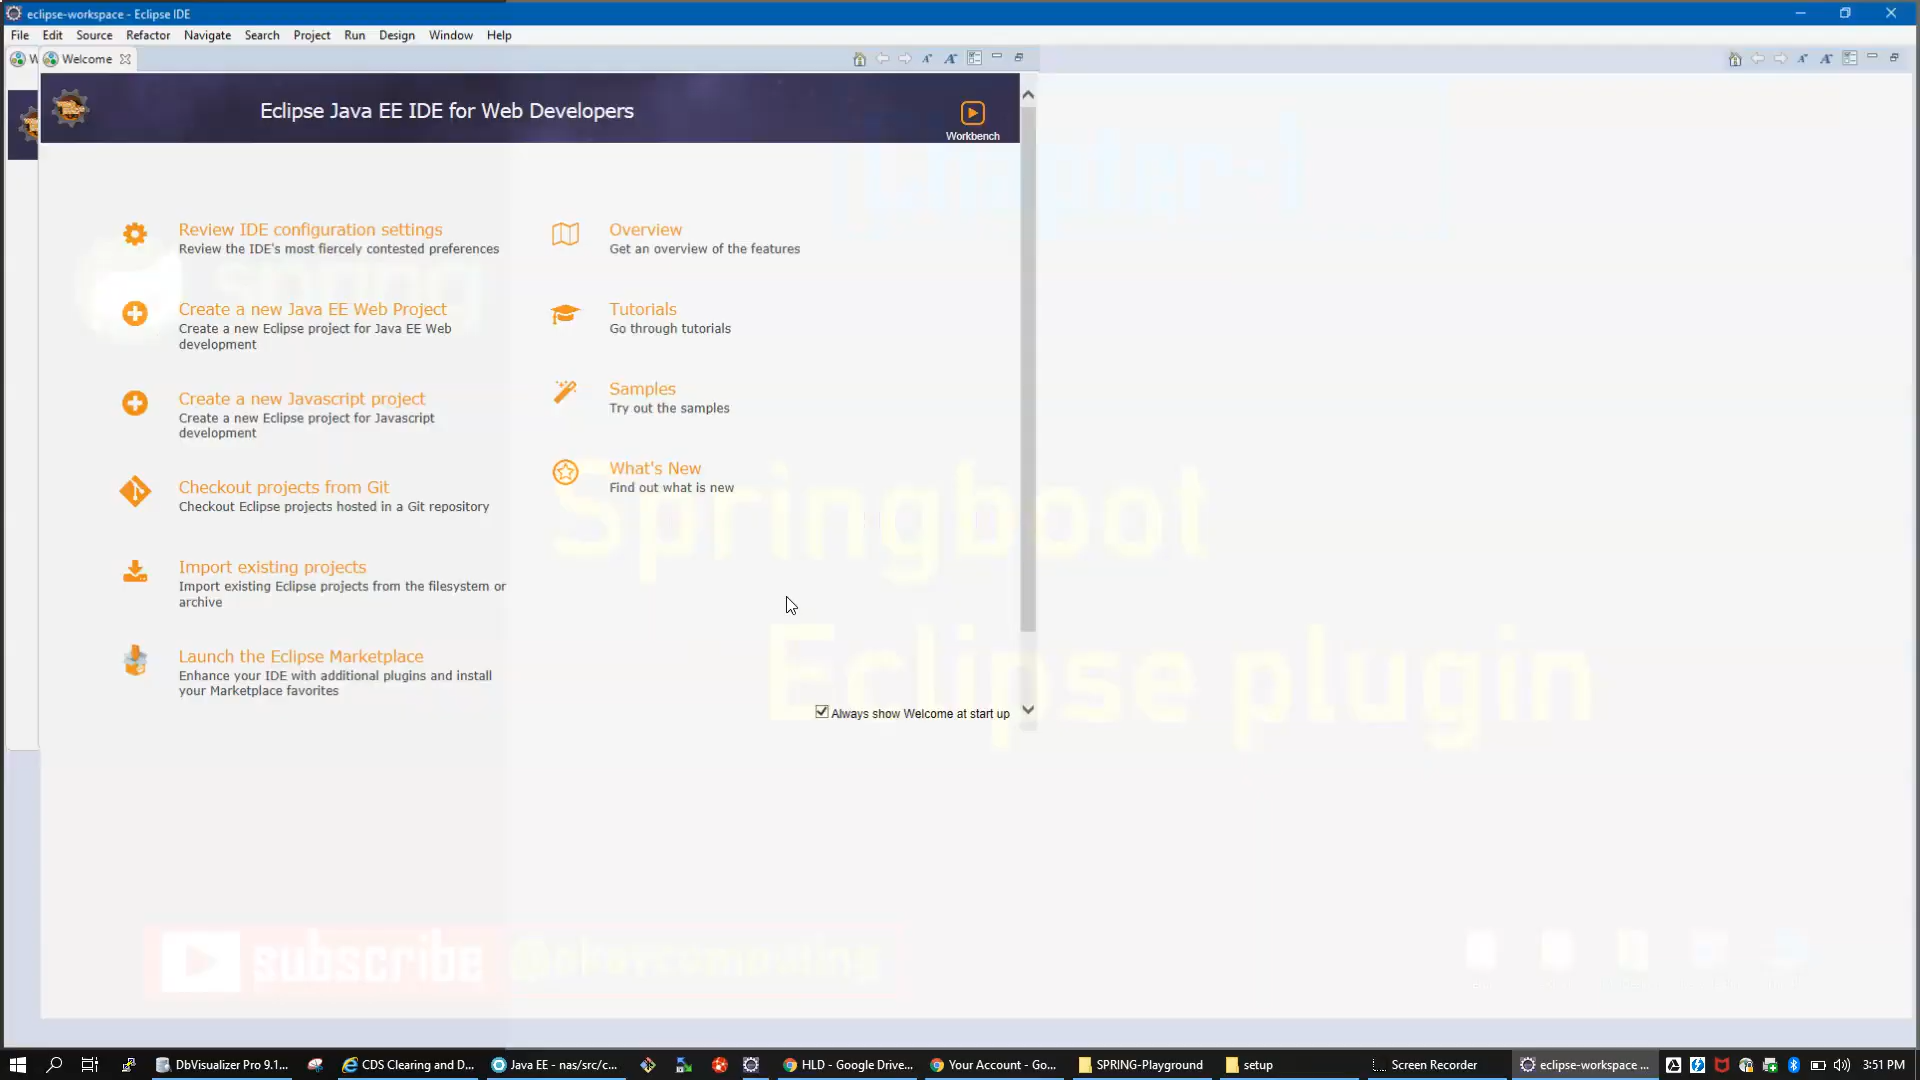 eclipse-workspace - Eclipse IDE
File Edit Source Refactor Navigate Search Project Run Design Window Help
W Welcome
Eclipse Java EE IDE for Web Developers
Workbench
Chapter-1
Review IDE configuration settings
Review the IDE's most fiercely contested preferences
Overview
Get an overview of the features
spring
Create a new Java EE Web Project
Create a new Eclipse project for Java EE Web
development
Tutorials
Go through tutorials
Create a new Javascript project
Create a new Eclipse project for Javascript
development
Samples
Try out the samples
Checkout projects from Git
Checkout Eclipse projects hosted in a Git repository
What's New
Find out what is new
Springboot
Import existing projects
Import existing Eclipse projects from the filesystem or
archive
Eclipse plugin
Launch the Eclipse Marketplace
Enhance your IDE with additional plugins and install
your Marketplace favorites
Always show Welcome at start up
subscribe
DbVisualizer Pro 9.1... CDS Clearing and D... Java EE - nas/src/c... HLD - Google Drive... Your Account - Go... SPRING-Playground setup Screen Recorder eclipse-workspace ... 3:51 PM